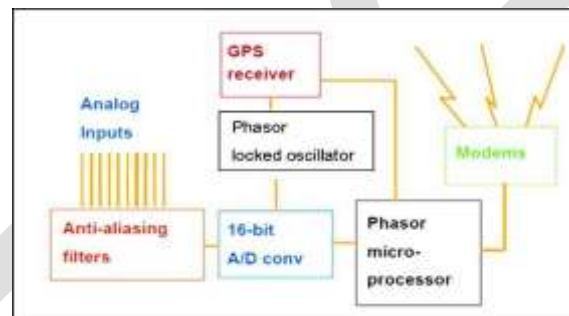 GPS
receiver
Analog
Inputs
Phasor
locked oscillator
Modems
Anti-aliasing
filters
16-bit
A/D conv
Phasor
micro-
processor